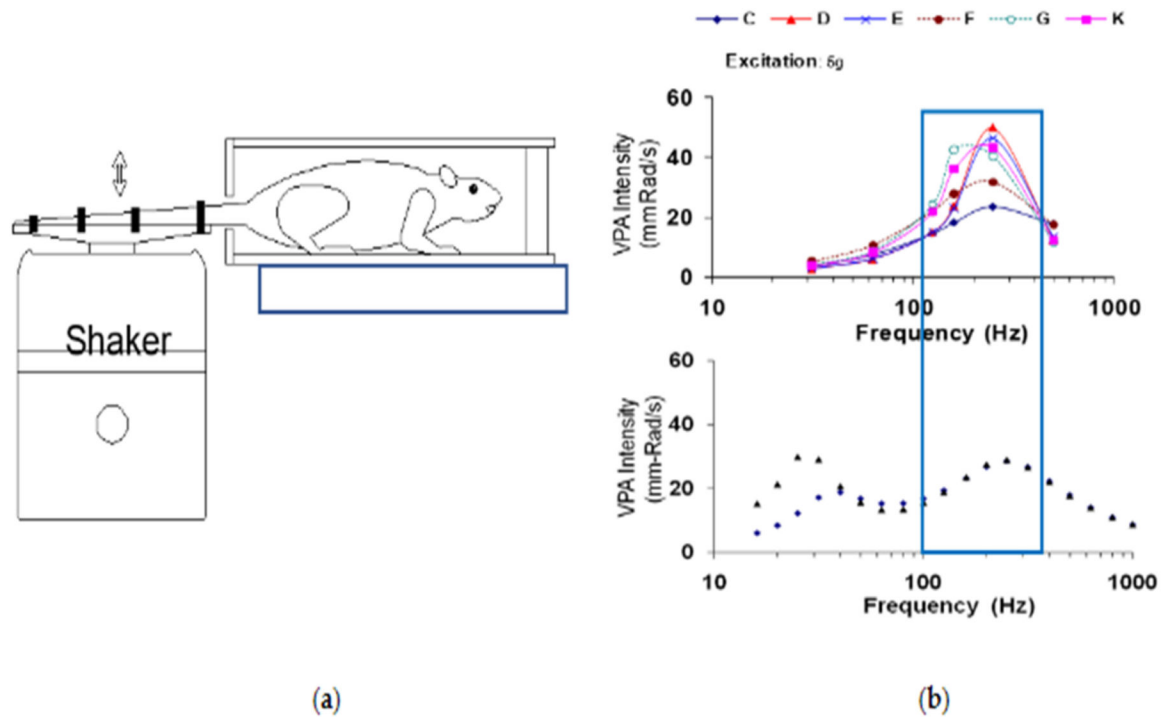 C D E F G K
Excitation: 5g
60
40
20
0
VPA Intensity
(mmRad/s)
10 100 1000
Frequency (Hz)
Shaker
60
40
20
0
VPA Intensity
(mm-Rad/s)
10 100 1000
Frequency (Hz)
(a) (b)